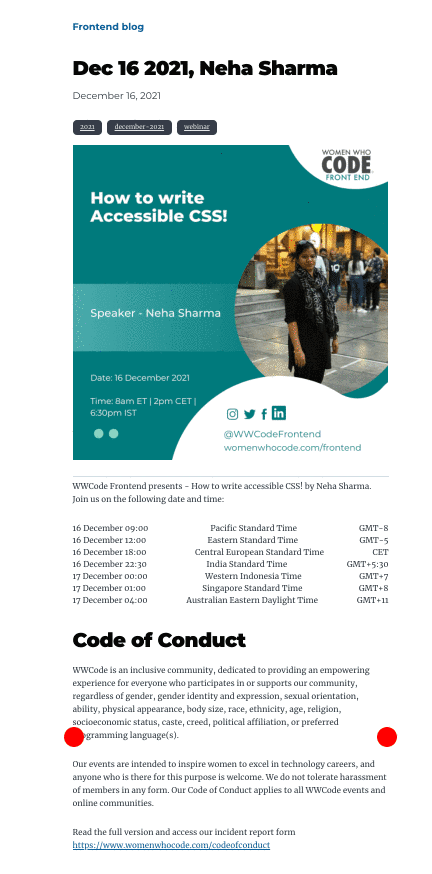 Frontend blog
Dec 16 2021, Neha Sharma
December 16, 2021
2021 december-2021 webinar
WOMEN WHO
CODE
FRONT END
How to write
Accessible CSS!
Speaker - Neha Sharma
Date: 16 December 2021
Time: 8am ET | 2pm CET |
6:30pm IST
@WWCodeFrontend
womenwhocode.com/frontend
WWCode Frontend presents - How to write accessible CSS! by Neha Sharma.
Join us on the following date and time:
16 December 09:00 Pacific Standard Time GMT-8
16 December 12:00 Eastern Standard Time GMT-5
16 December 18:00 Central European Standard Time CET
16 December 22:30 India Standard Time GMT+5:30
17 December 00:00 Western Indonesia Time GMT+7
17 December 01:00 Singapore Standard Time GMT+8
17 December 04:00 Australian Eastern Daylight Time GMT+11
Code of Conduct
WWCode is an inclusive community, dedicated to providing an empowering
experience for everyone who participates in or supports our community,
regardless of gender, gender identity and expression, sexual orientation,
ability, physical appearance, body size, race, ethnicity, age, religion,
socioeconomic status, caste, creed, political affiliation, or preferred
language(s).
Our events are intended to inspire women to excel in technology careers, and
anyone who is there for this purpose is welcome. We do not tolerate harassment
of members in any form. Our Code of Conduct applies to all WWCode events and
online communities.
Read the full version and access our incident report form
https://www.womenwhocode.com/codeofconduct